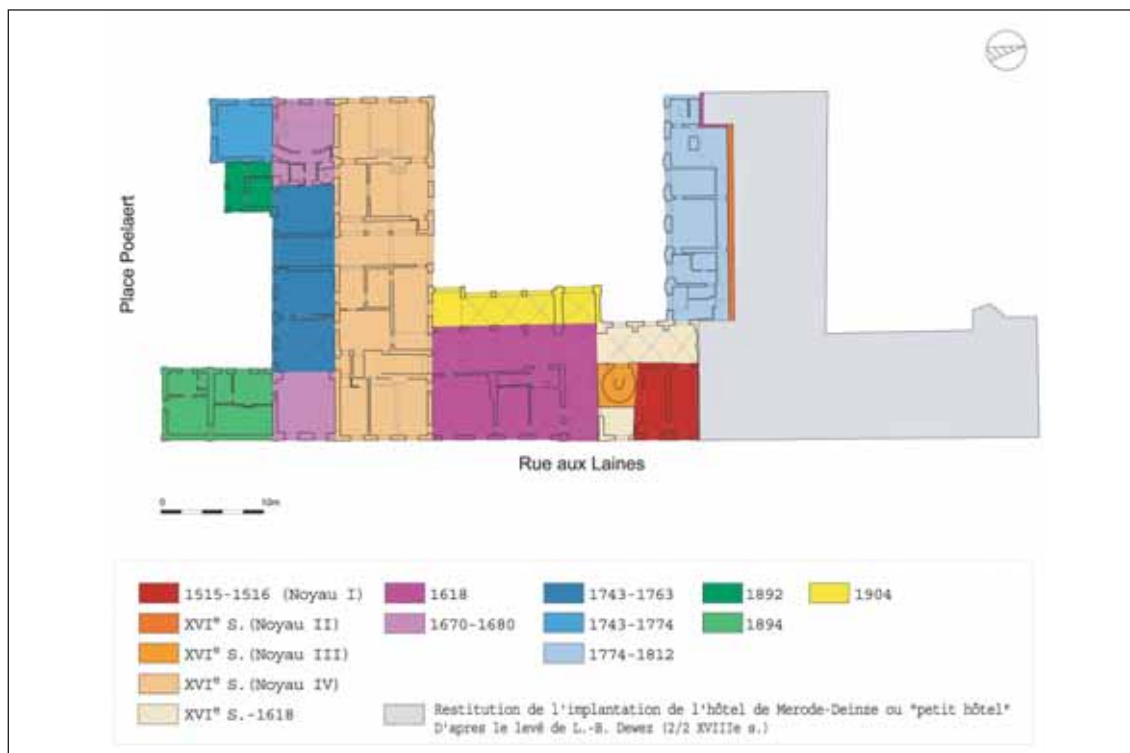 Place Poelaert
Rue aux Laines
0 10m
1515-1516 (Noyau I)
XVIᵉ S. (Noyau II)
XVIᵉ S. (Noyau III)
XVIᵉ S. (Noyau IV)
XVIᵉ S.-1618
1618
1670-1680
1743-1763
1743-1774
1774-1812
1892
1894
1904
Restitution de l'implantation de l'hôtel de Merode-Deinze ou "petit hôtel"
D'apres le levé de L.-B. Dewez (2/2 XVIIIe s.)